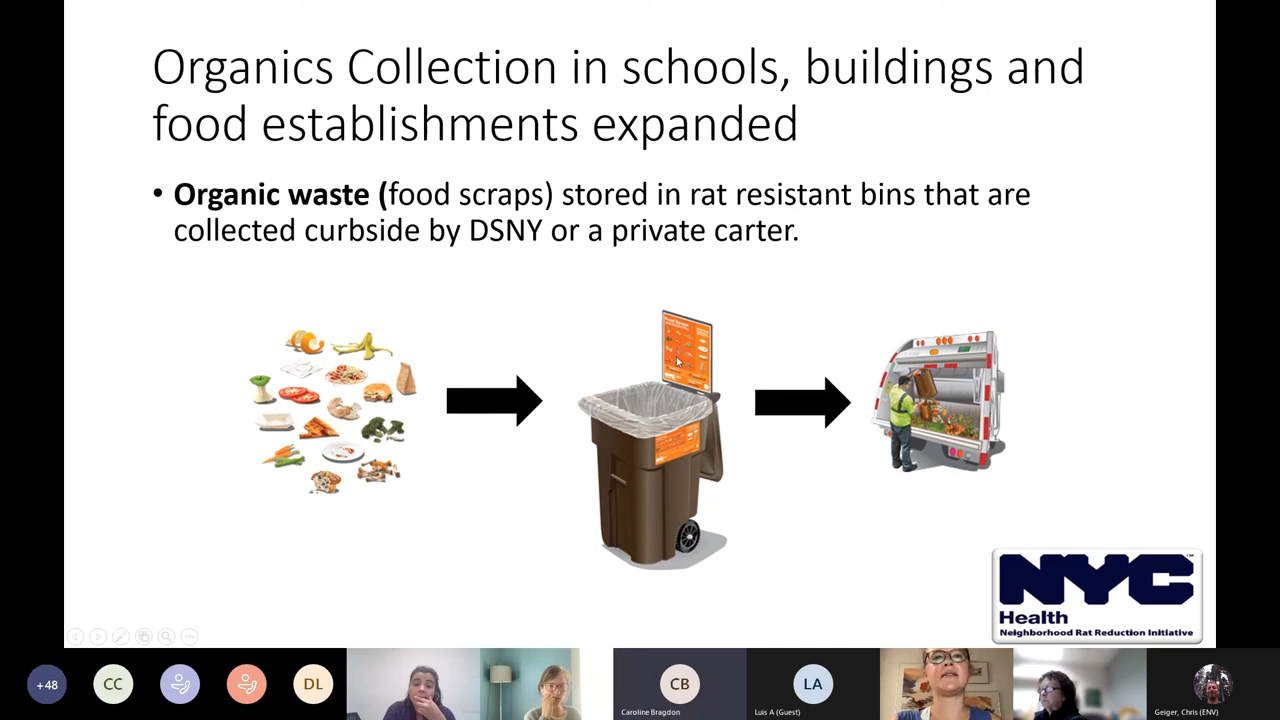 Organics Collection in schools, buildings and
food establishments expanded
• Organic waste (food scraps) stored in rat resistant bins that are
collected curbside by DSNY or a private carter.
NYC™
Health
Neighborhood Rat Reduction Initiative
+48
CC
DL
CB
Caroline Bragdon
LA
Luis A (Guest)
Geiger, Chris (ENV)